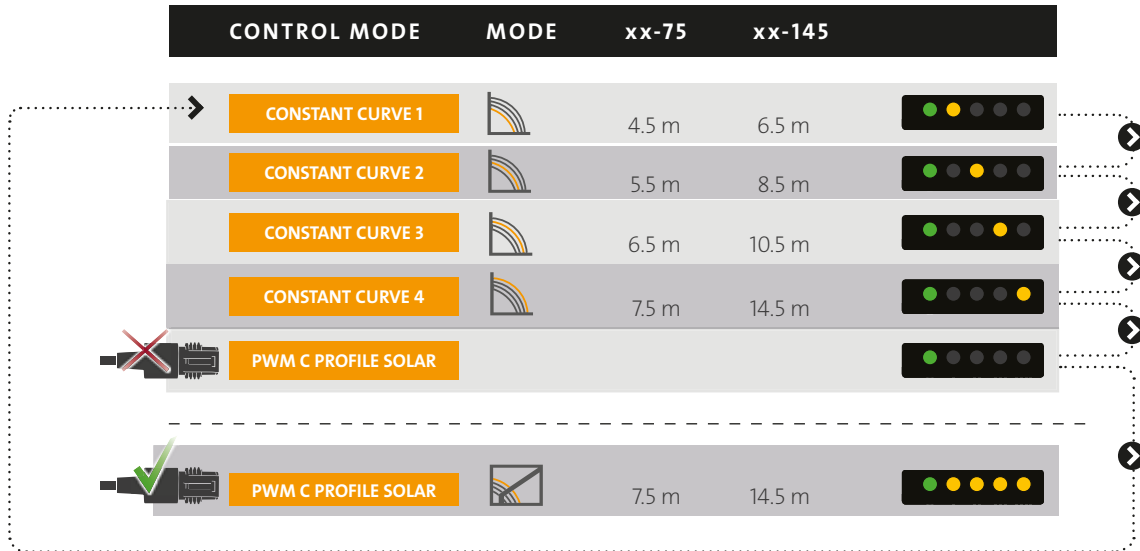 CONTROL MODE MODE xx-75 xx-145
CONSTANT CURVE 1 4.5 m 6.5 m
CONSTANT CURVE 2 5.5 m 8.5 m
CONSTANT CURVE 3 6.5 m 10.5 m
CONSTANT CURVE 4 7.5 m 14.5 m
PWM C PROFILE SOLAR
PWM C PROFILE SOLAR 7.5 m 14.5 m